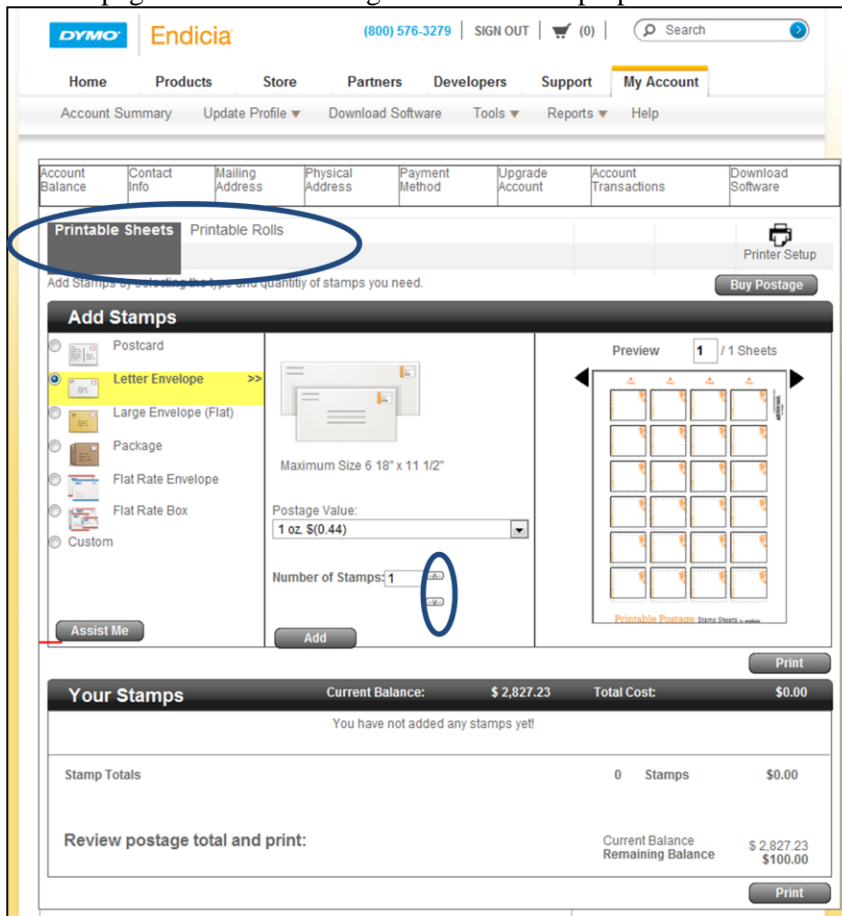 DYMO Endicia (800) 576-3279 SIGN OUT (0) Search
Home Products Store Partners Developers Support My Account
Account Summary Update Profile Download Software Tools Reports Help
Account Balance Contact Info Mailing Address Physical Address Payment Method Upgrade Account Account Transactions Download Software
Printable Sheets Printable Rolls
Printer Setup
Add Stamps by selecting the type and quantitiy of stamps you need.
Buy Postage
Add Stamps
Postcard
Letter Envelope >>
Large Envelope (Flat)
Package
Flat Rate Envelope
Flat Rate Box
Custom
Assist Me
Maximum Size 6 18" x 11 1/2"
Postage Value:
1 oz. $(0.44)
Number of Stamps: 1
Add
Preview 1 / 1 Sheets
Printable Postage Stamp Sheets by endicia
Print
Your Stamps Current Balance: $ 2,827.23 Total Cost: $0.00
You have not added any stamps yet!
Stamp Totals 0 Stamps $0.00
Review postage total and print:
Current Balance $ 2,827.23
Remaining Balance $100.00
Print